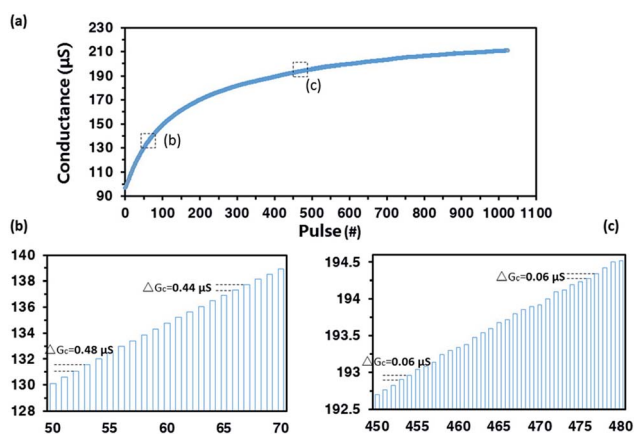 (a)
Conductance (µS)
230
210
190
170
150
130
110
90
(b)
(c)
0 100 200 300 400 500 600 700 800 900 1000 1100
Pulse (#)
(b)
140
138
136
134
132
130
128
△Gc=0.44 µS
△Gc=0.48 µS
50 55 60 65 70
(c)
194.5
194
193.5
193
192.5
△Gc=0.06 µS
△Gc=0.06 µS
450 455 460 465 470 475 480